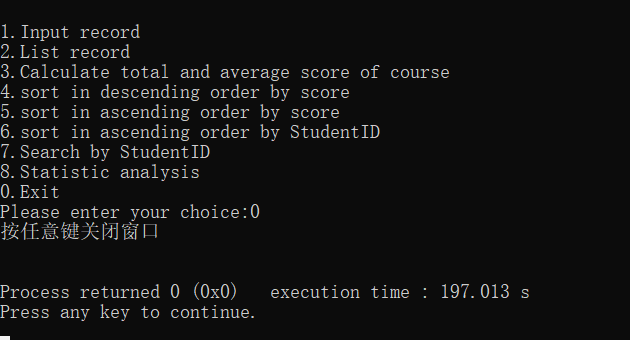 1.Input record
2.List record
3.Calculate total and average score of course
4.sort in descending order by score
5.sort in ascending order by score
6.sort in ascending order by StudentID
7.Search by StudentID
8.Statistic analysis
0.Exit
Please enter your choice:0
按任意键关闭窗口
Process returned 0 (0x0)   execution time : 197.013 s
Press any key to continue.